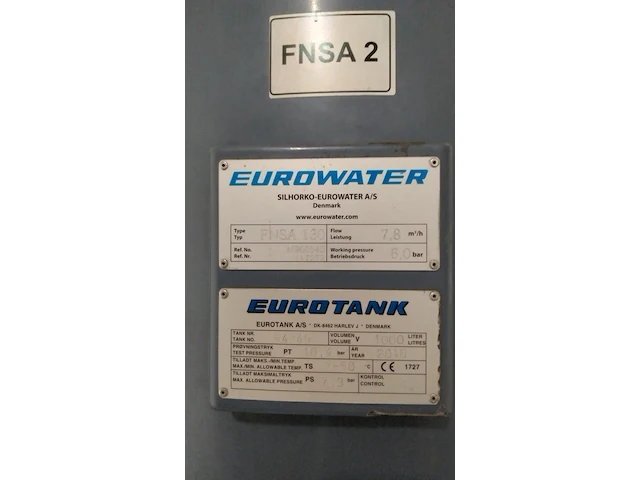 FNSA 2
EUROWATER
SILHORKO-EUROWATER A/S
Denmark
www.eurowater.com
Type FNSA 130 Flow 7.8 m³/h
Typ Leistung
Ref. No. Working pressure 6.0 bar
Ref. Nr. Betriebsdruck
EUROTANK
EUROTANK A/S * DK-8462 HARLEV J * DENMARK
TANK NR. VOLUMEN V LITER
TANK NO. VOLUME LITRES
PRØVNINGSTRYK PT bar ÅR
TEST PRESSURE YEAR
TILLADT MAKS./MIN.TEMP. TS °C CE 1727
MAX./MIN. ALLOWABLE TEMP.
TILLADT MAKSIMALTRYK PS bar KONTROL
MAX. ALLOWABLE PRESSURE CONTROL